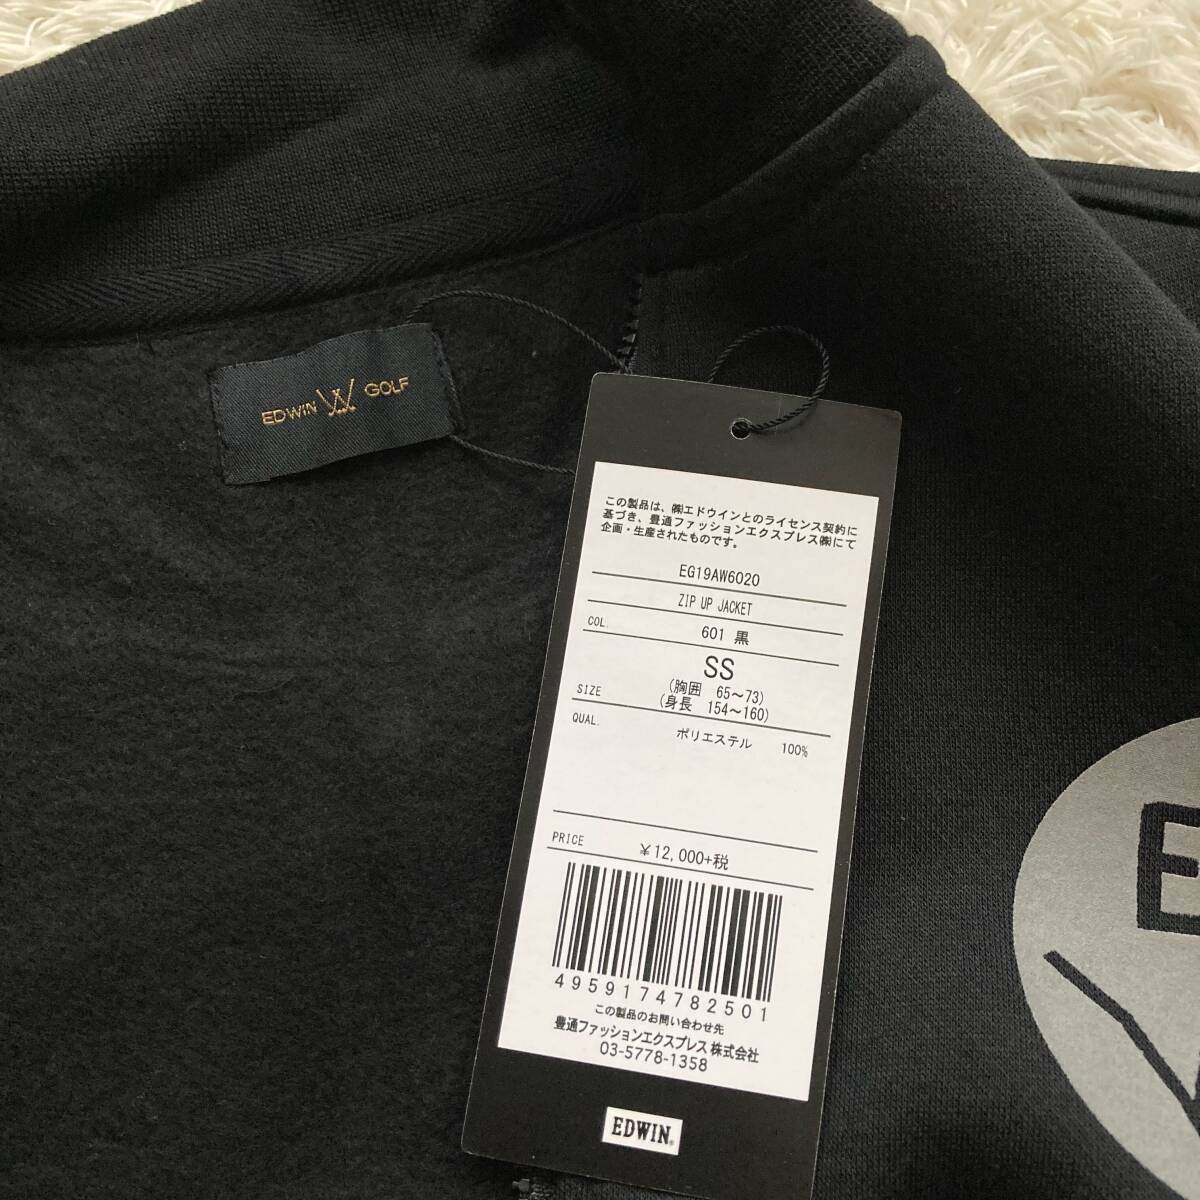 EDWIN GOLF
この製品は、㈱エドウインとのライセンス契約に
基づき、豊通ファッションエクスプレス㈱にて
企画・生産されたものです。
EG19AW6020
ZIP UP JACKET
COL. 601 黒
SS
SIZE (胸囲 65～73)
(身長 154～160)
QUAL. ポリエステル 100%
PRICE ￥12,000+税
4959174782501
この製品のお問い合わせ先
豊通ファッションエクスプレス株式会社
03-5778-1358
EDWIN®
E